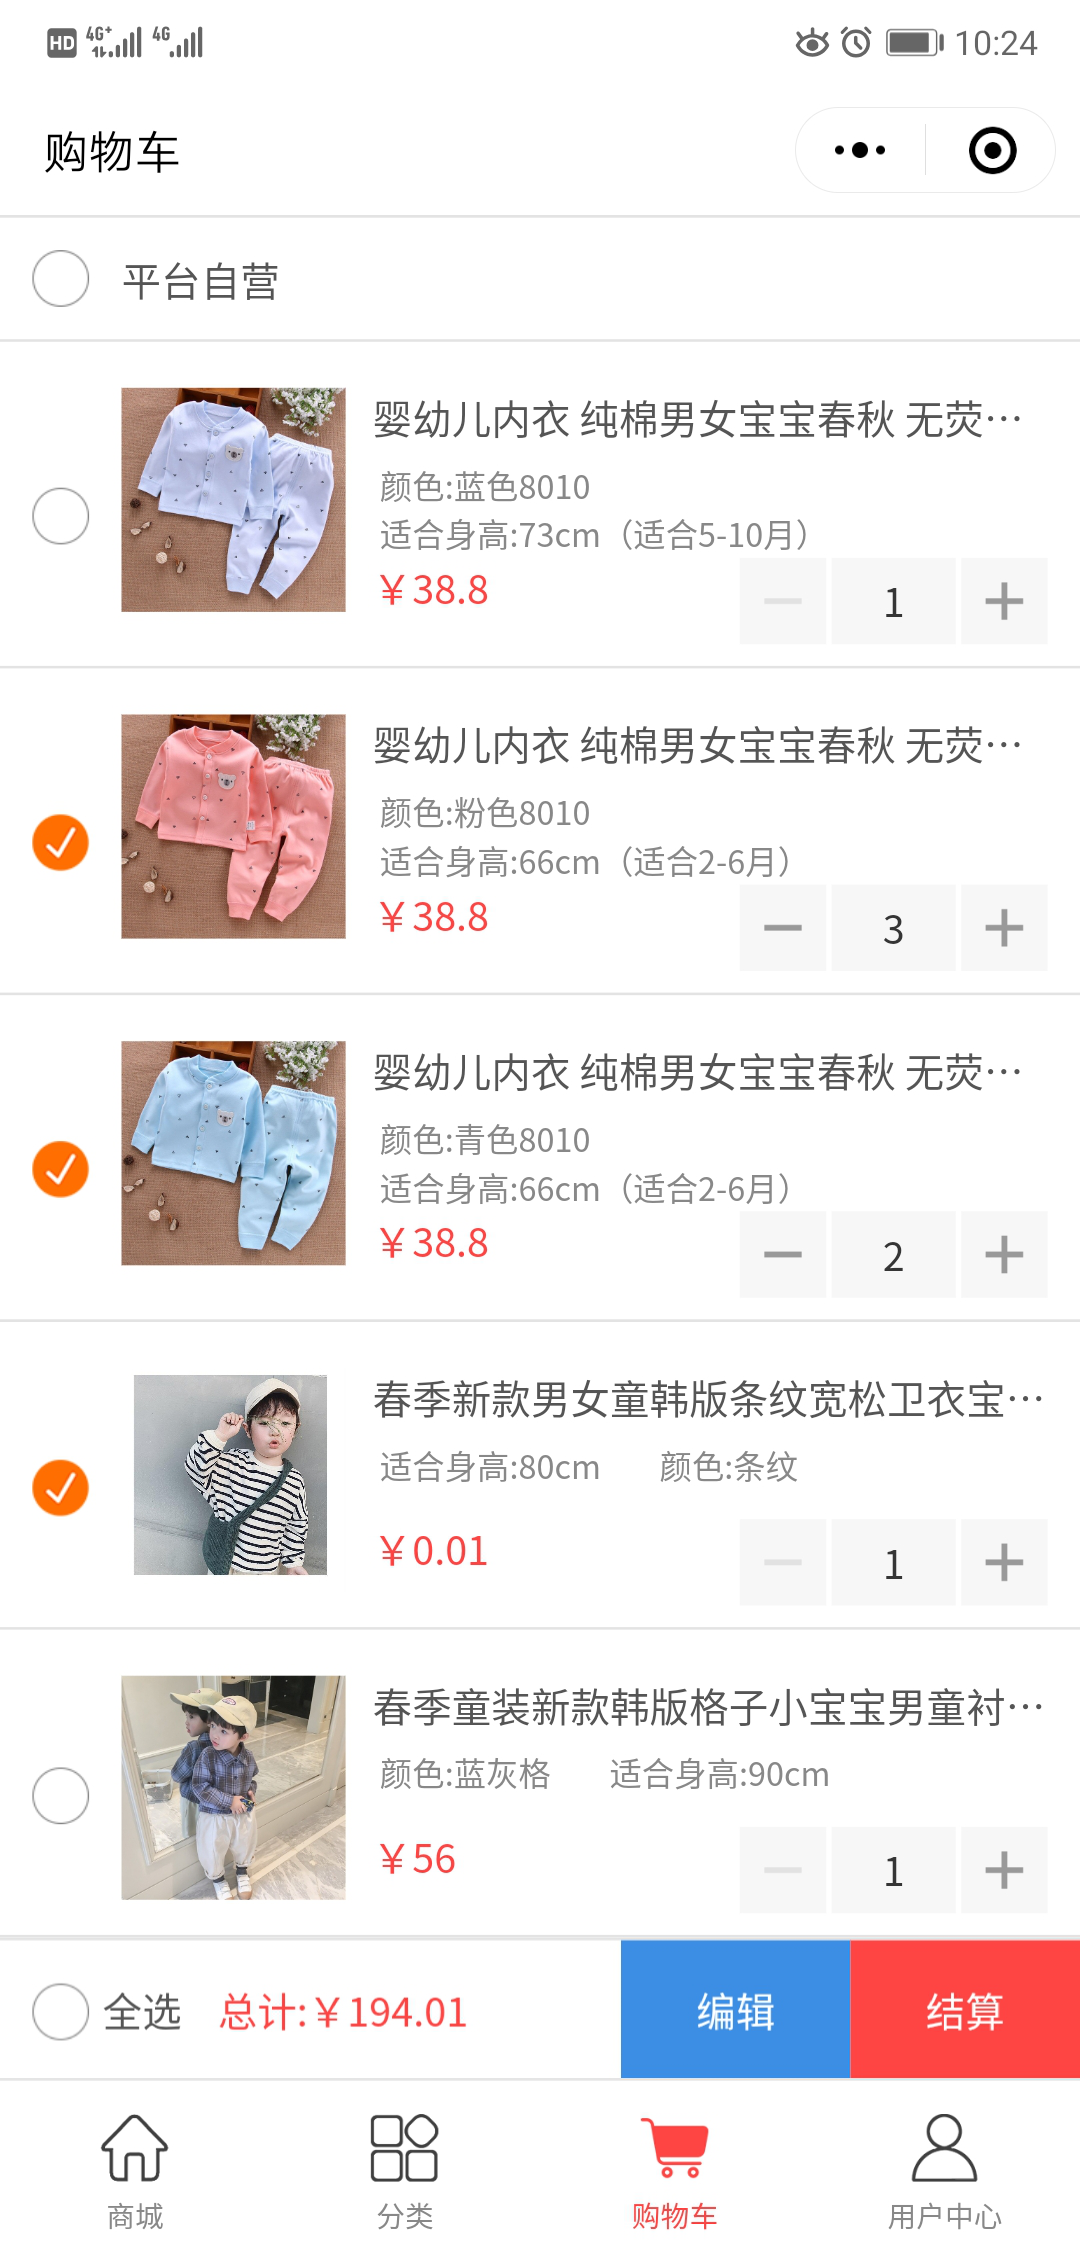 HD 4G+ 4G 10:24
购物车
平台自营
婴幼儿内衣 纯棉男女宝宝春秋 无荧…
颜色:蓝色8010
适合身高:73cm（适合5-10月）
￥38.8
1
婴幼儿内衣 纯棉男女宝宝春秋 无荧…
颜色:粉色8010
适合身高:66cm（适合2-6月）
￥38.8
3
婴幼儿内衣 纯棉男女宝宝春秋 无荧…
颜色:青色8010
适合身高:66cm（适合2-6月）
￥38.8
2
春季新款男女童韩版条纹宽松卫衣宝…
适合身高:80cm 颜色:条纹
￥0.01
1
春季童装新款韩版格子小宝宝男童衬…
颜色:蓝灰格 适合身高:90cm
￥56
1
全选 总计:￥194.01 编辑 结算
商城 分类 购物车 用户中心